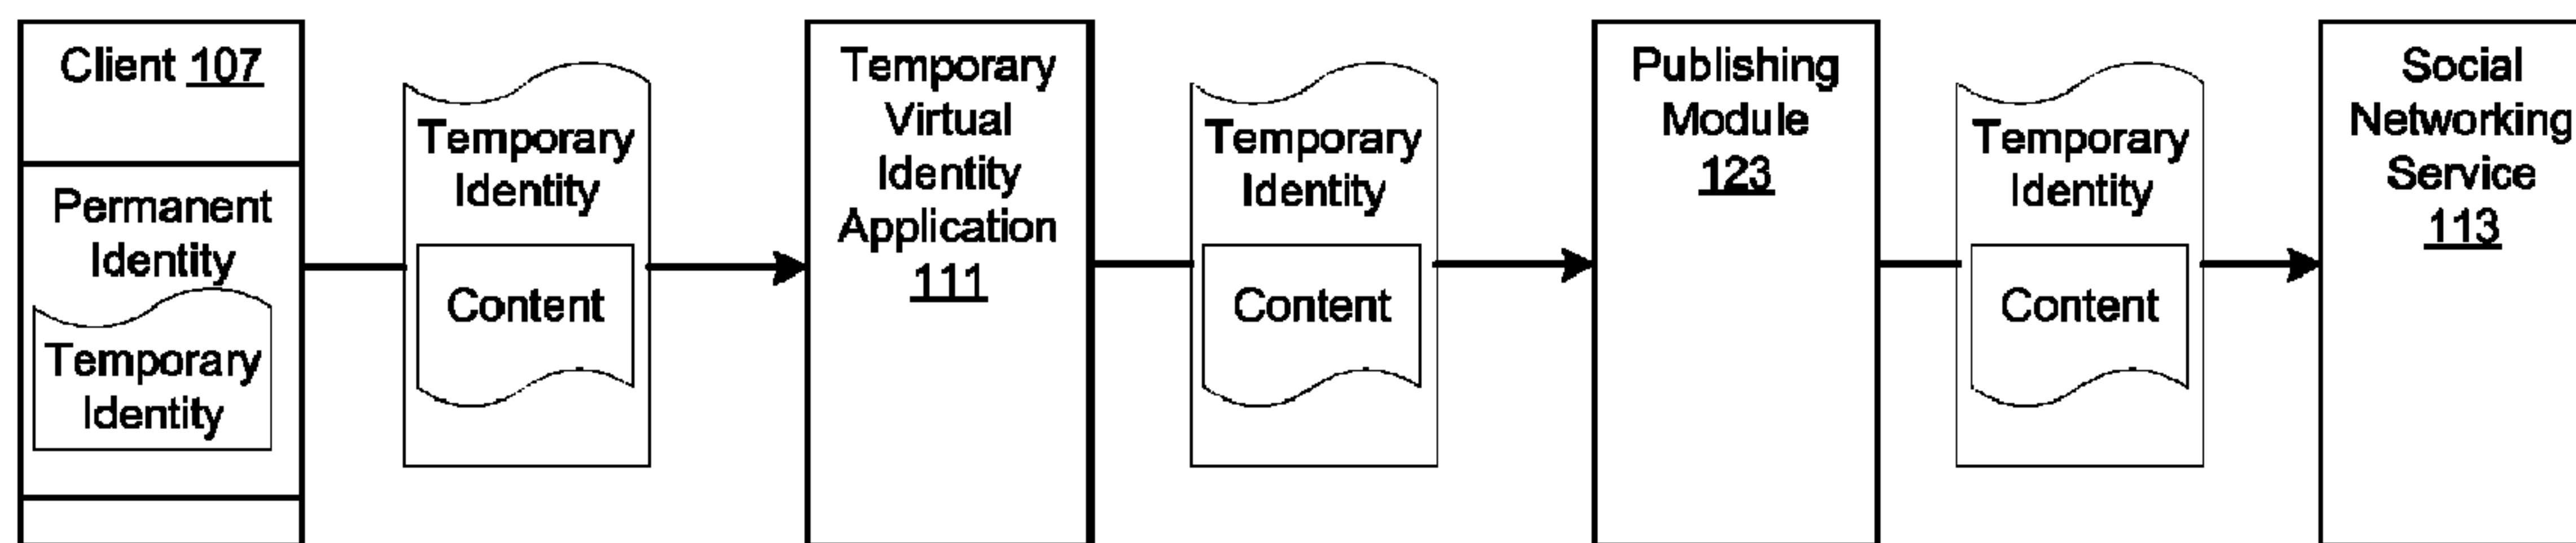 Client 107
Permanent
Identity
Temporary
Identity
Temporary
Identity
Content
Temporary
Virtual
Identity
Application
111
Temporary
Identity
Content
Publishing
Module
123
Temporary
Identity
Content
Social
Networking
Service
113